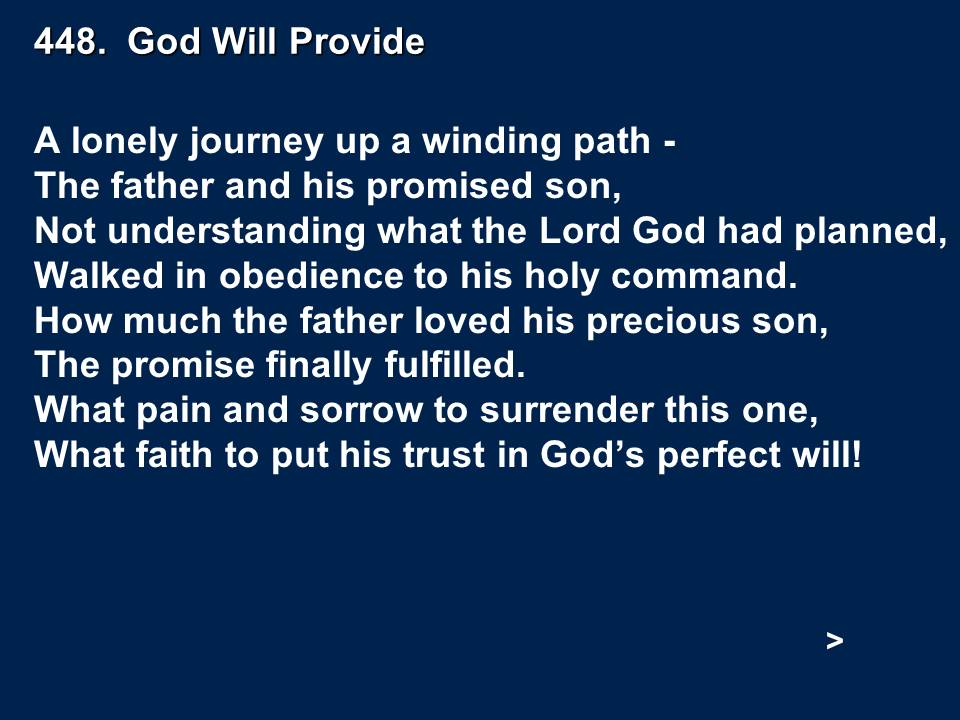 448.  God Will Provide
A lonely journey up a winding path -
The father and his promised son,
Not understanding what the Lord God had planned,
Walked in obedience to his holy command.
How much the father loved his precious son,
The promise finally fulfilled.
What pain and sorrow to surrender this one,
What faith to put his trust in God’s perfect will!
>